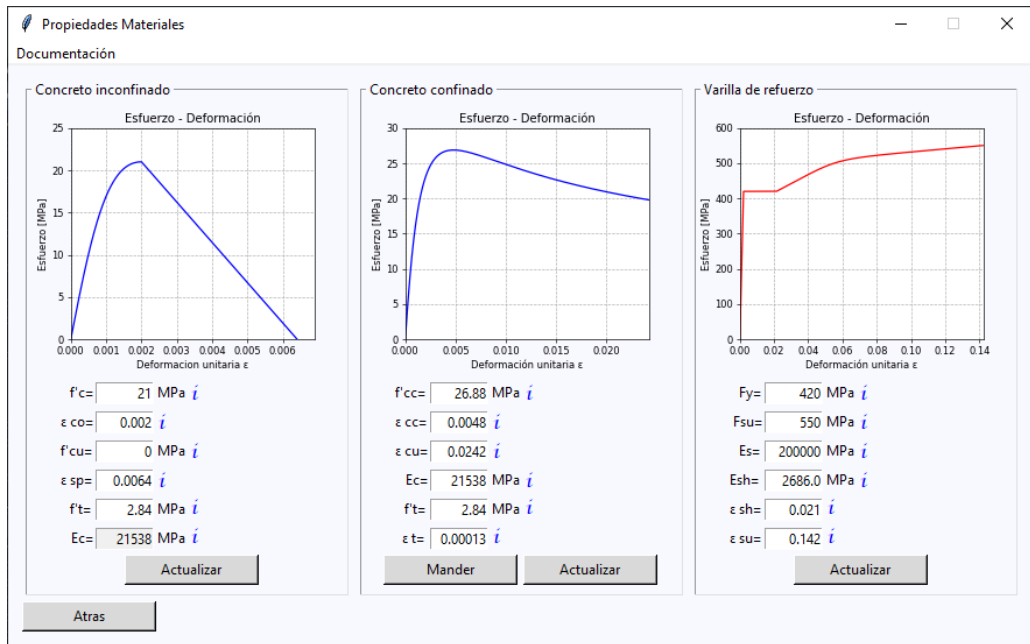 Propiedades Materiales
Documentación
Concreto inconfinado
Esfuerzo - Deformación
25
20
15
10
5
0
Esfuerzo [MPa]
0.000 0.001 0.002 0.003 0.004 0.005 0.006
Deformacion unitaria ε
f'c= 21 MPa i
ε co= 0.002 i
f'cu= 0 MPa i
ε sp= 0.0064 i
f't= 2.84 MPa i
Ec= 21538 MPa i
Actualizar
Concreto confinado
Esfuerzo - Deformación
30
25
20
15
10
5
0
Esfuerzo [MPa]
0.000 0.005 0.010 0.015 0.020
Deformación unitaria ε
f'cc= 26.88 MPa i
ε cc= 0.0048 i
ε cu= 0.0242 i
Ec= 21538 MPa i
f't= 2.84 MPa i
ε t= 0.00013 i
Mander Actualizar
Varilla de refuerzo
Esfuerzo - Deformación
600
500
400
300
200
100
0
Esfuerzo [MPa]
0.00 0.02 0.04 0.06 0.08 0.10 0.12 0.14
Deformación unitaria ε
Fy= 420 MPa i
Fsu= 550 MPa i
Es= 200000 MPa i
Esh= 2686.0 MPa i
ε sh= 0.021 i
ε su= 0.142 i
Actualizar
Atras